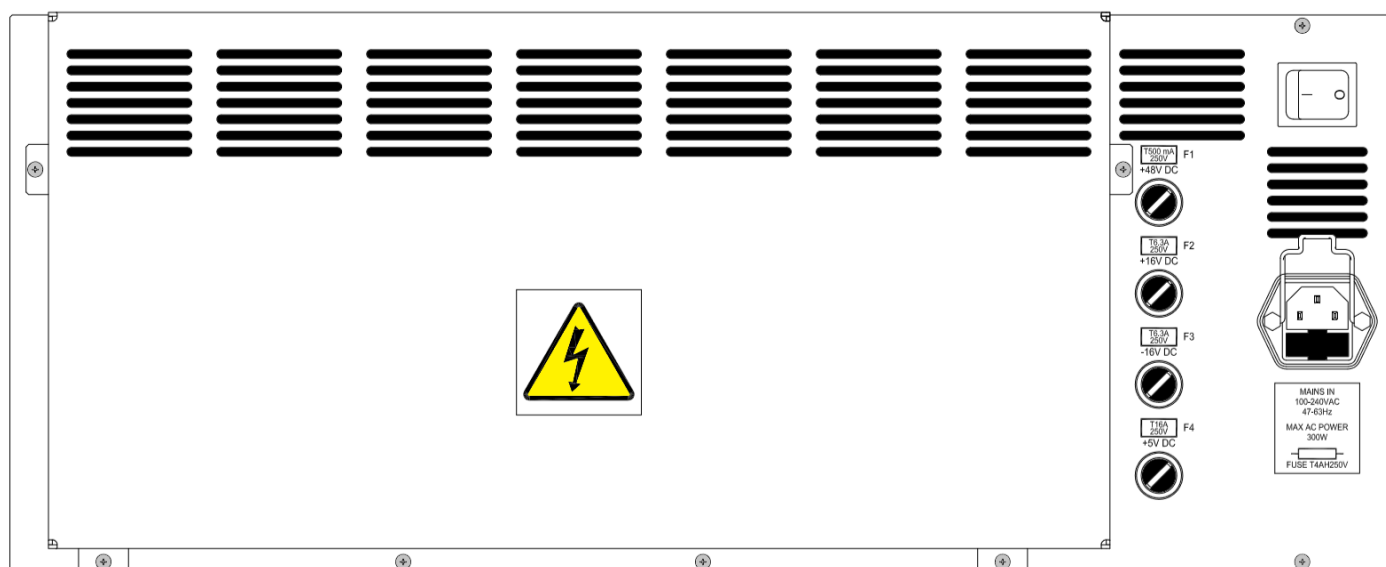 T500 mA
250V
F1
+48V DC
T6.3A
250V
F2
+16V DC
T6.3A
250V
F3
-16V DC
T16A
250V
F4
+5V DC
MAINS IN
100-240VAC
47-63Hz
MAX AC POWER
300W
FUSE T4AH250V